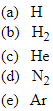 (a) H
(b) H₂
(c) He
(d) N₂
(e) Ar